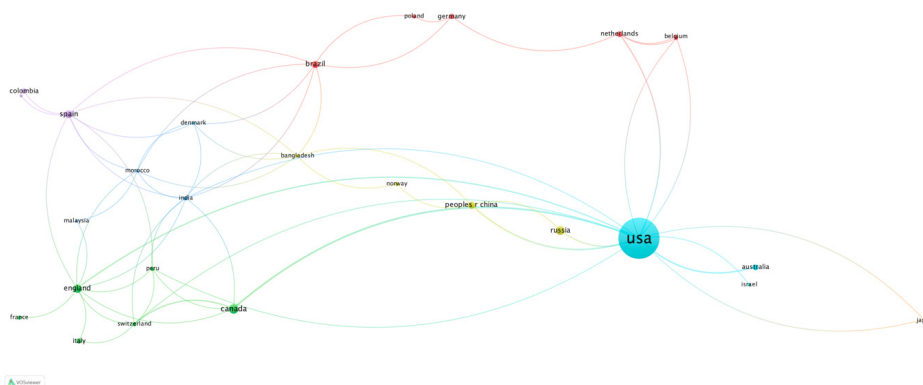 poland
germany
netherlands
belgium
brazil
colombia
spain
denmark
bangladesh
morocco
norway
india
peoples r china
malaysia
russia
usa
peru
australia
israel
england
canada
france
switzerland
italy
VOSviewer